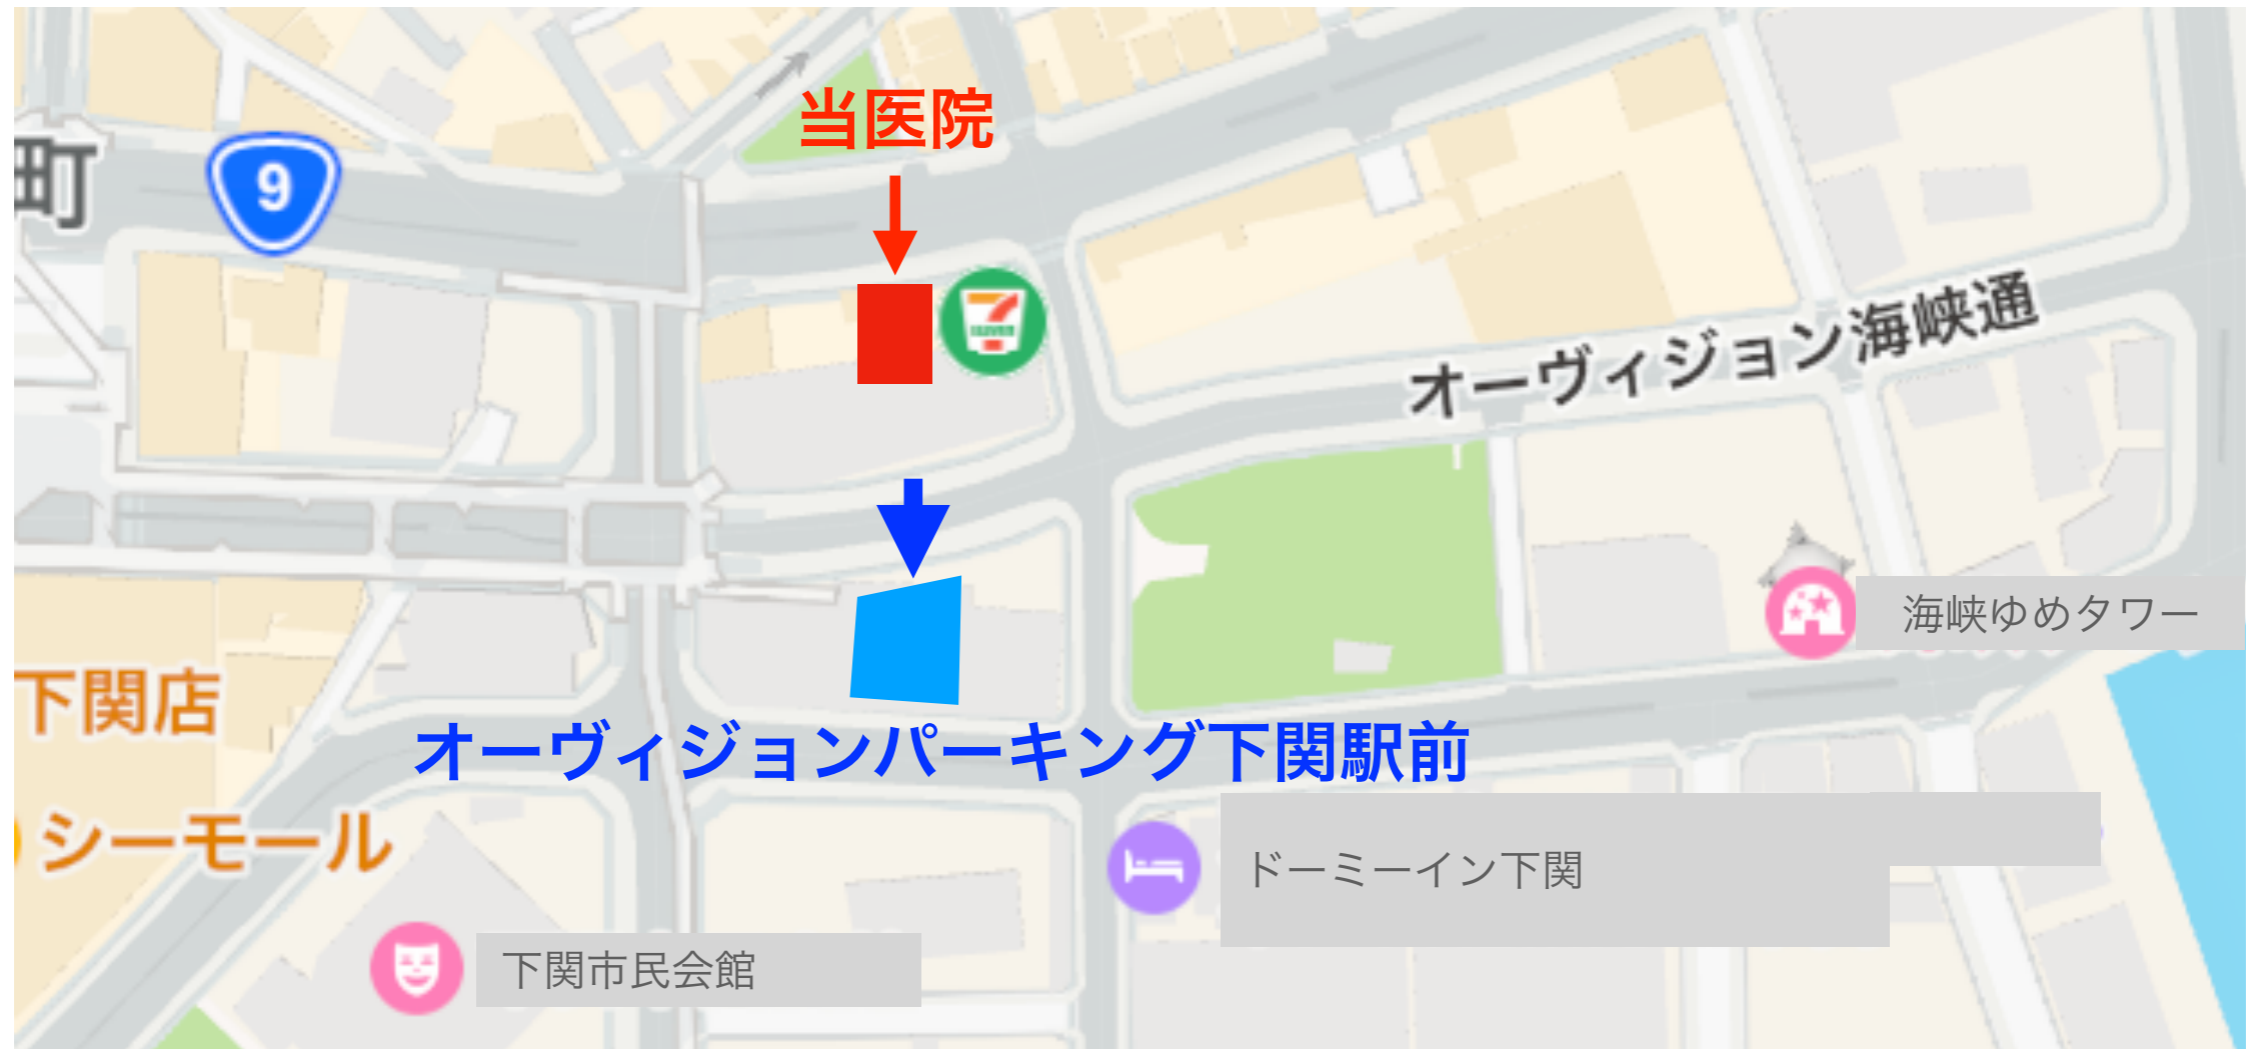 当医院
町
9
7
ELEVEN
オーヴィジョン海峡通
海峡ゆめタワー
下関店
オーヴィジョンパーキング下関駅前
シーモール
ドーミーイン下関
下関市民会館